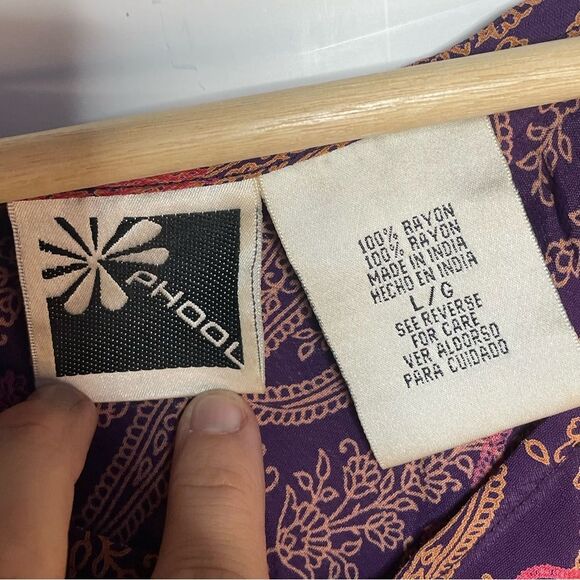 PHOOL
100% RAYON
100% RAYON
MADE IN INDIA
HECHO EN INDIA
L/G
SEE REVERSE
FOR CARE
VER ALDORSO
PARA CUIDADO